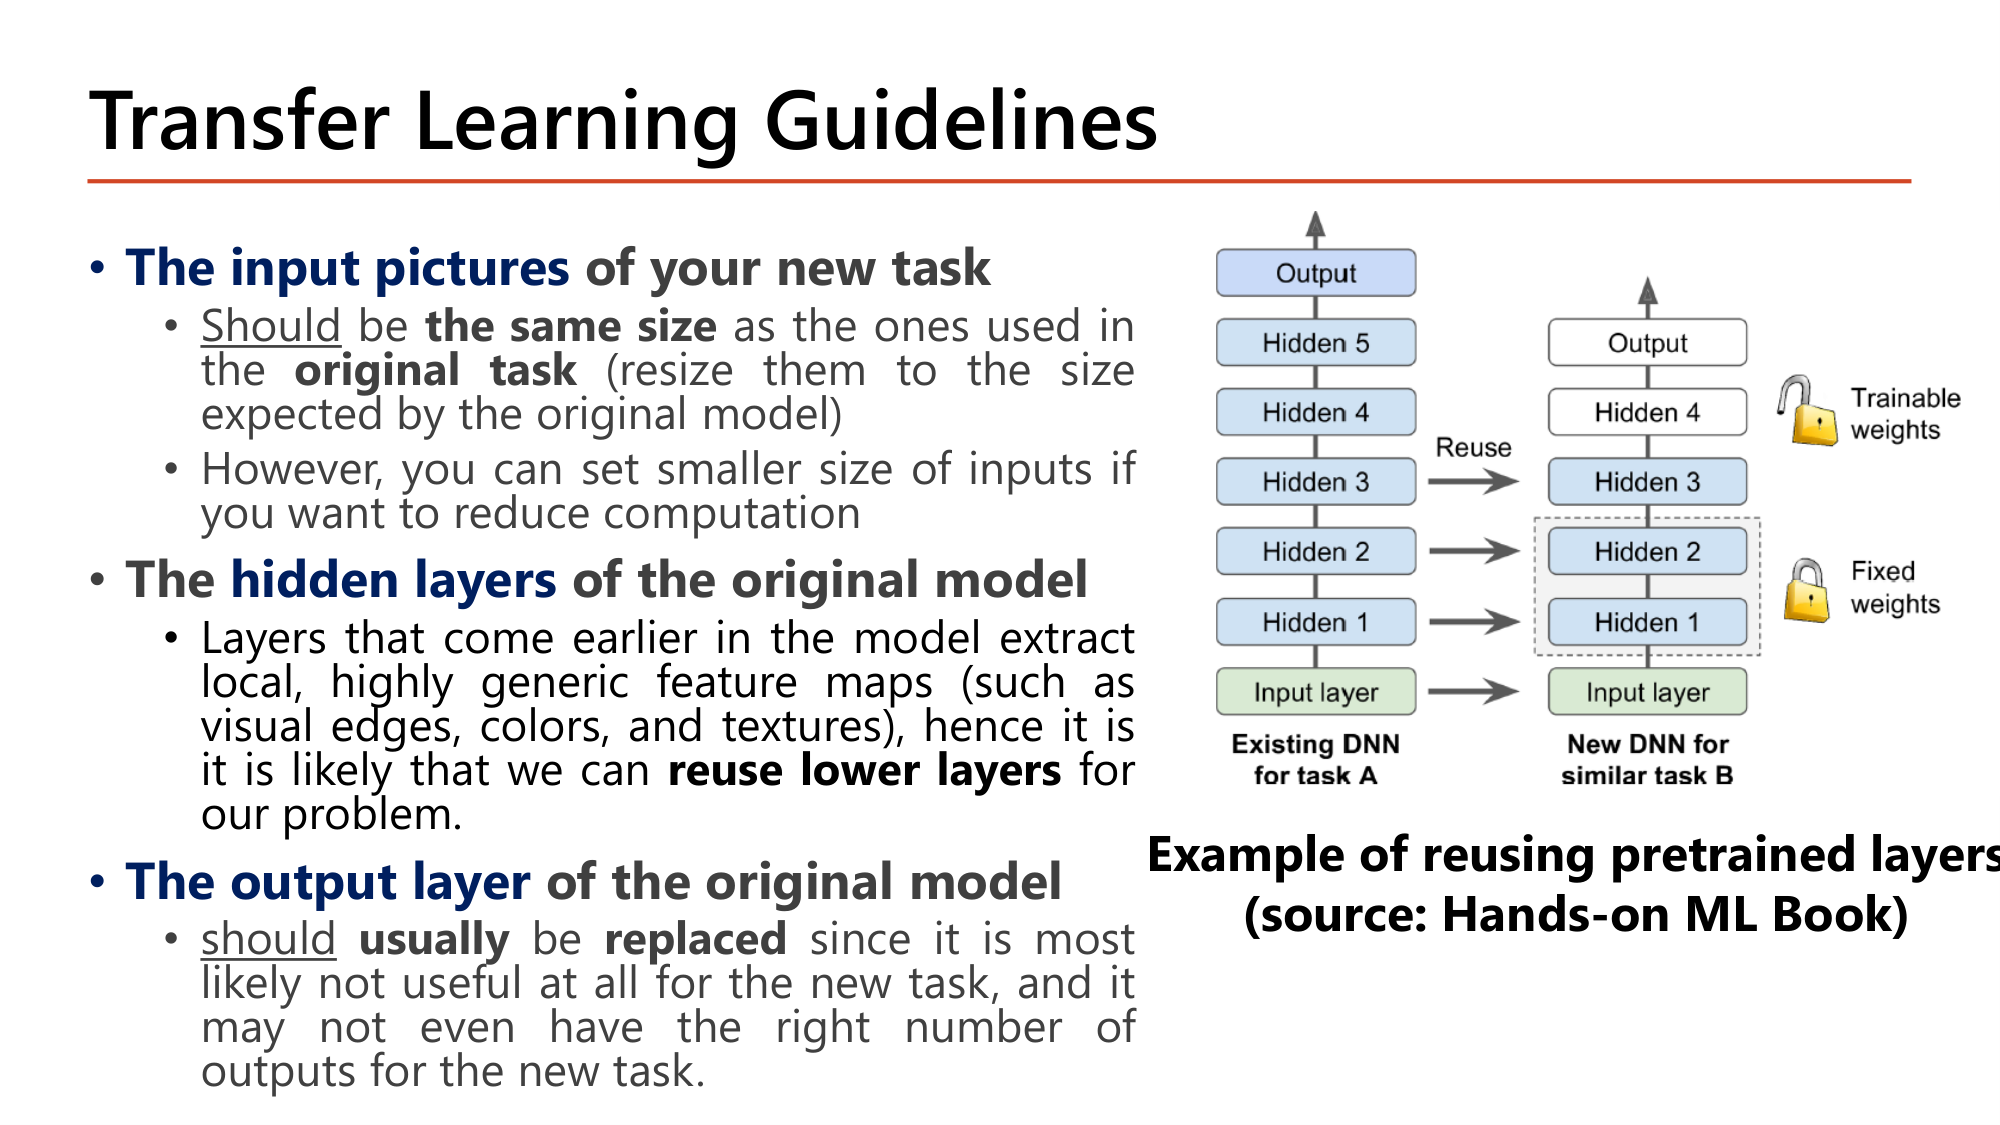 Transfer Learning Guidelines
• The input pictures of your new task
• Should be the same size as the ones used in
the original task (resize them to the size
expected by the original model)
• However, you can set smaller size of inputs if
you want to reduce computation
• The hidden layers of the original model
• Layers that come earlier in the model extract
local, highly generic feature maps (such as
visual edges, colors, and textures), hence it is
it is likely that we can reuse lower layers for
our problem.
• The output layer of the original model
• should usually be replaced since it is most
likely not useful at all for the new task, and it
may not even have the right number of
outputs for the new task.
Output
Hidden 5
Hidden 4
Hidden 3
Hidden 2
Hidden 1
Input layer
Existing DNN
for task A
Reuse
Output
Hidden 4
Hidden 3
Hidden 2
Hidden 1
Input layer
New DNN for
similar task B
Trainable
weights
Fixed
weights
Example of reusing pretrained layers
(source: Hands-on ML Book)